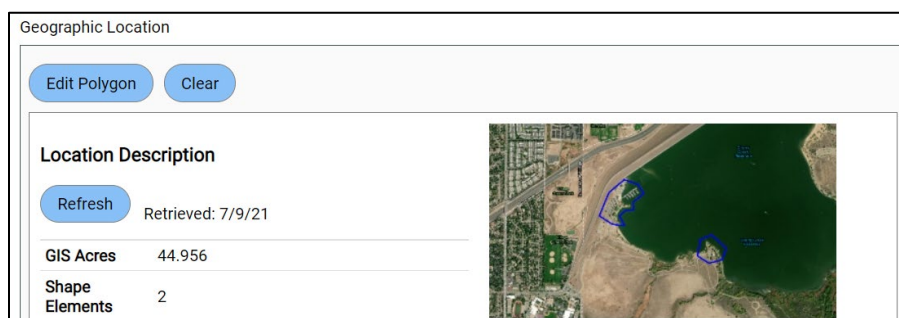 Geographic Location
Edit Polygon
Clear
Location Description
Refresh
Retrieved: 7/9/21
GIS Acres 44.956
Shape
Elements 2